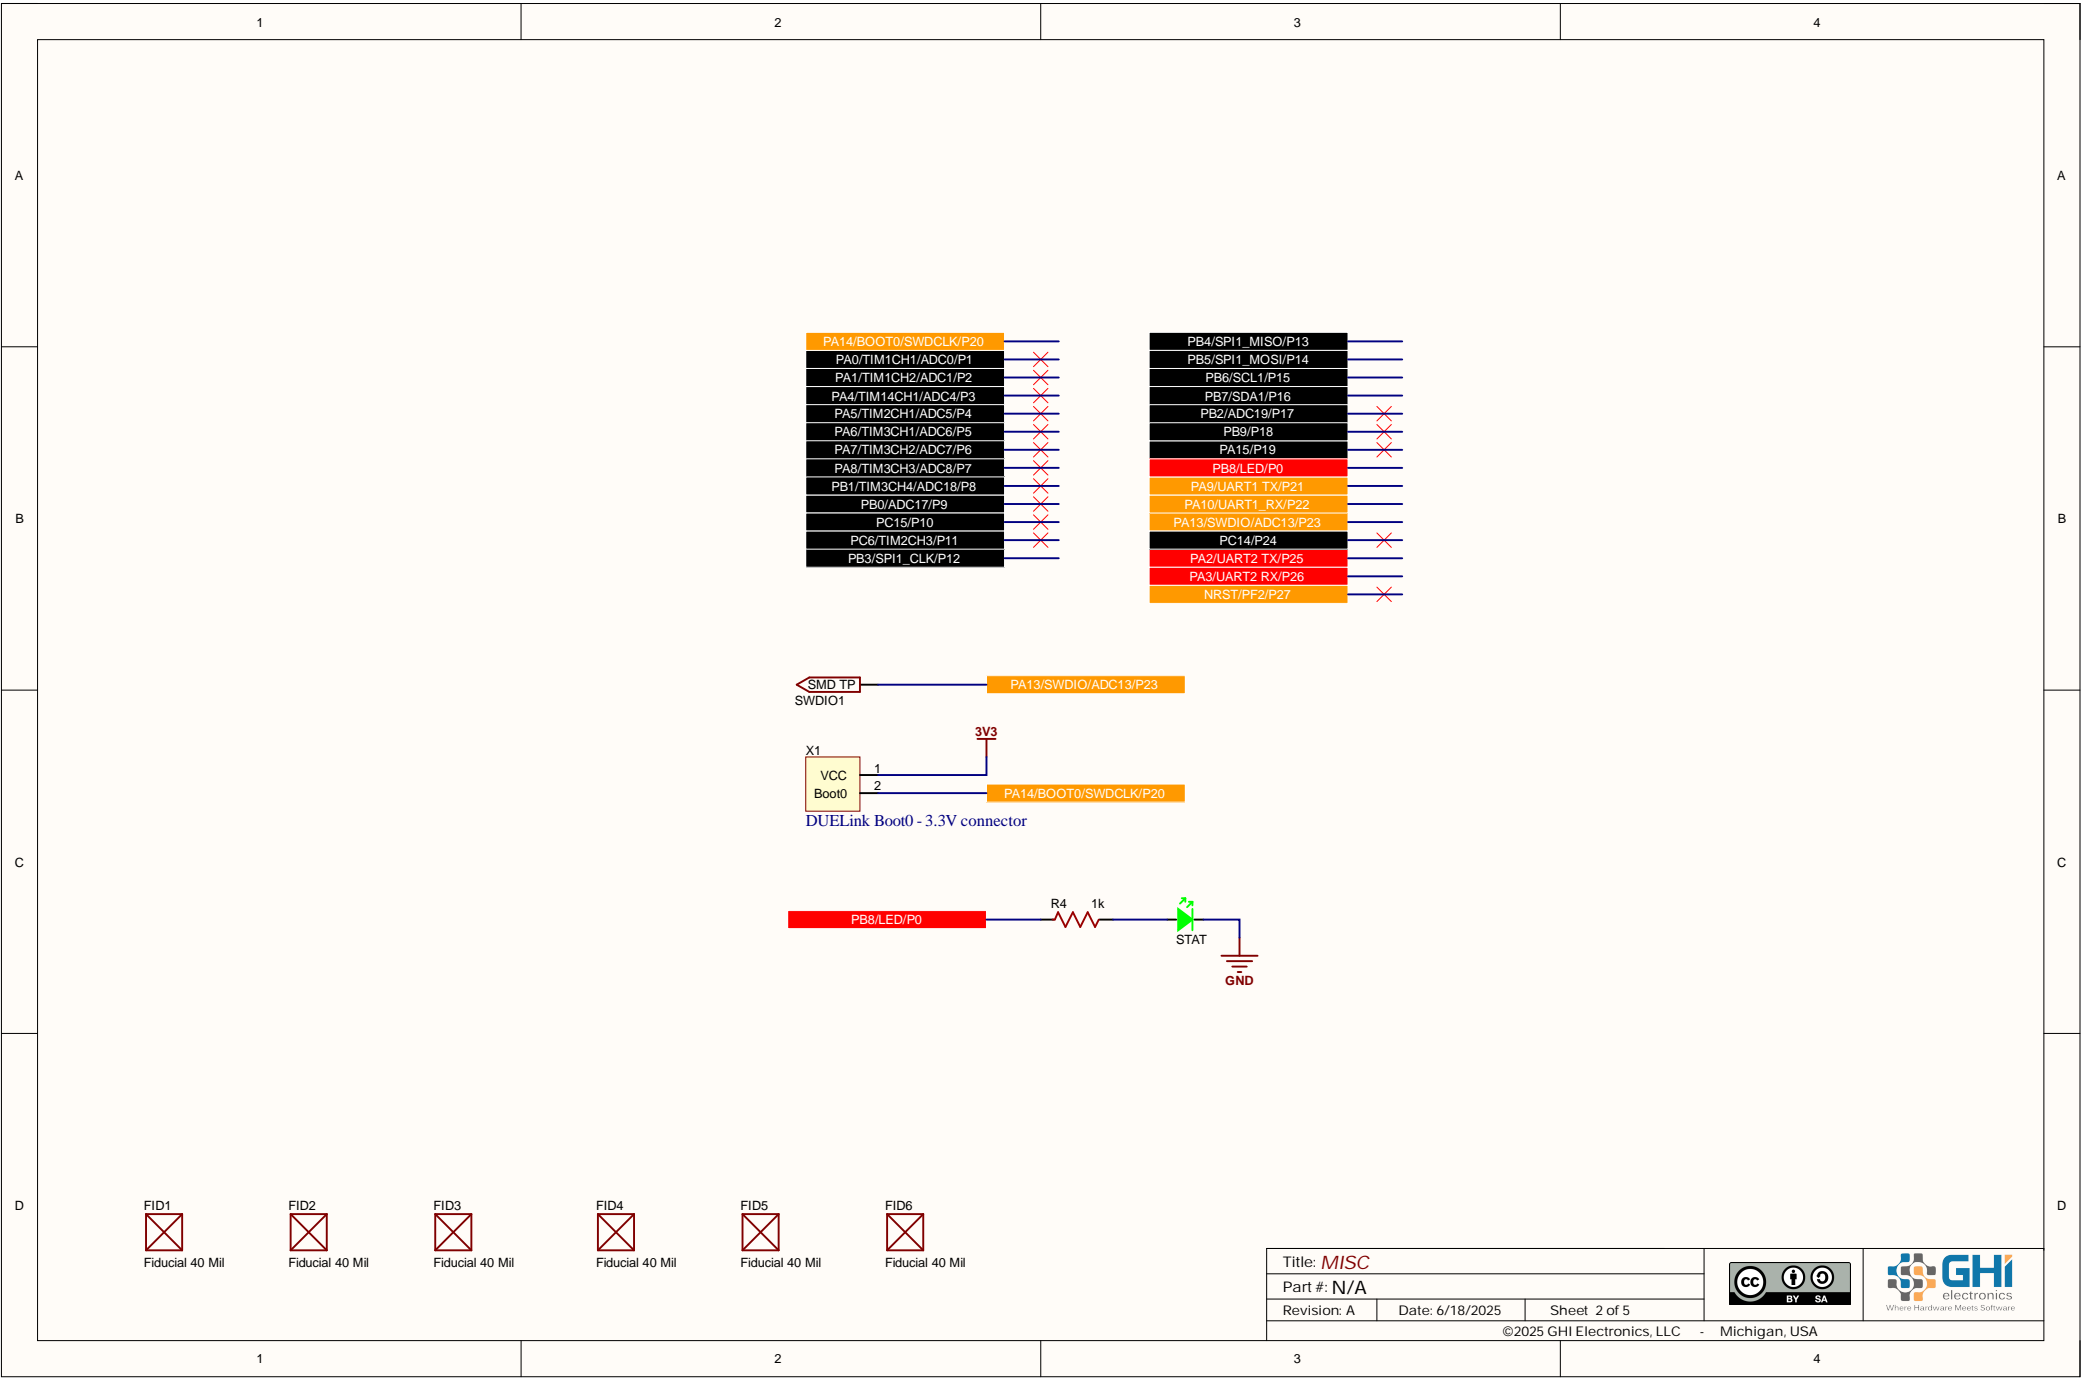 1 2 3 4
A A
PA14/BOOT0/SWDCLK/P20
PA0/TIM1CH1/ADC0/P1
PA1/TIM1CH2/ADC1/P2
PA4/TIM14CH1/ADC4/P3
PA5/TIM2CH1/ADC5/P4
PA6/TIM3CH1/ADC6/P5
PA7/TIM3CH2/ADC7/P6
PA8/TIM3CH3/ADC8/P7
PB1/TIM3CH4/ADC18/P8
PB0/ADC17/P9
PC15/P10
PC6/TIM2CH3/P11
PB3/SPI1_CLK/P12
PB4/SPI1_MISO/P13
PB5/SPI1_MOSI/P14
PB6/SCL1/P15
PB7/SDA1/P16
PB2/ADC19/P17
PB9/P18
PA15/P19
PB8/LED/P0
PA9/UART1 TX/P21
PA10/UART1_RX/P22
PA13/SWDIO/ADC13/P23
PC14/P24
PA2/UART2 TX/P25
PA3/UART2 RX/P26
NRST/PF2/P27
B B
SMD TP PA13/SWDIO/ADC13/P23
SWDIO1
3V3
X1
VCC 1
Boot0 2 PA14/BOOT0/SWDCLK/P20
DUELink Boot0 - 3.3V connector
C C
R4 1k
PB8/LED/P0
STAT
GND
D D
FID1 FID2 FID3 FID4 FID5 FID6
Fiducial 40 Mil Fiducial 40 Mil Fiducial 40 Mil Fiducial 40 Mil Fiducial 40 Mil Fiducial 40 Mil
Title: MISC
Part #: N/A
Revision: A Date: 6/18/2025 Sheet 2 of 5
cc BY SA
GHI
electronics
Where Hardware Meets Software
©2025 GHI Electronics, LLC - Michigan, USA
1 2 3 4